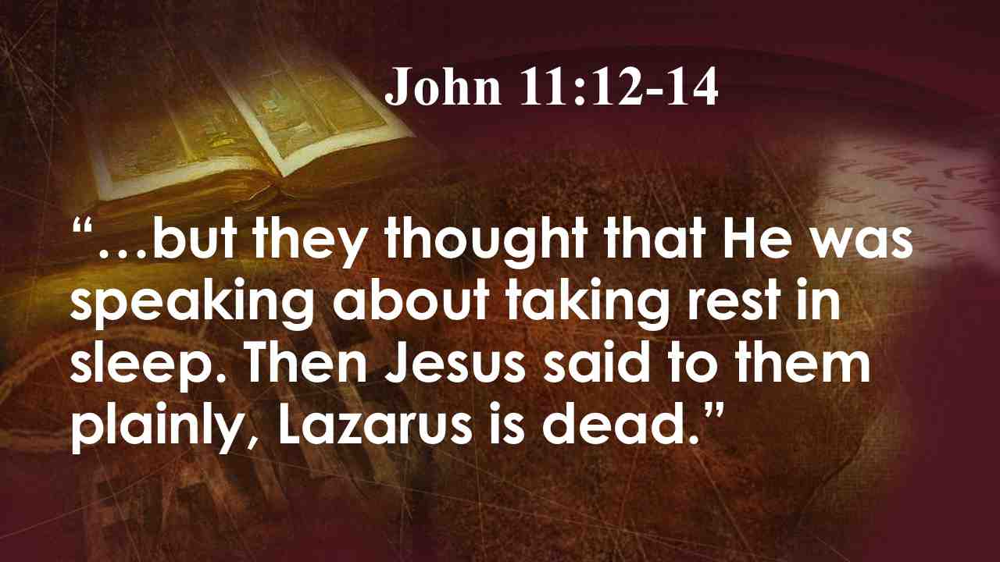 John 11:12-14
“…but they thought that He was
speaking about taking rest in
sleep. Then Jesus said to them
plainly, Lazarus is dead.”